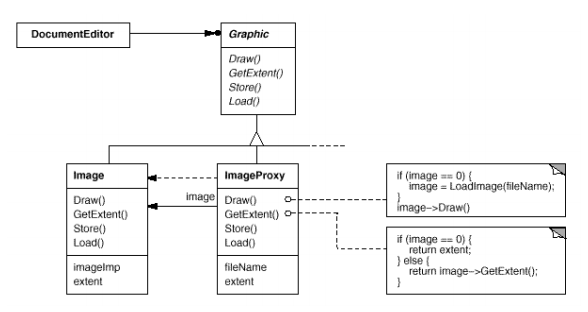 DocumentEditor
Graphic
Draw()
GetExtent()
Store()
Load()
Image
Draw()
GetExtent()
Store()
Load()
imageImp
extent
image
ImageProxy
Draw()
GetExtent()
Store()
Load()
fileName
extent
if (image == 0) {
image = LoadImage(fileName);
}
image->Draw()
if (image == 0) {
return extent;
} else {
return image->GetExtent();
}